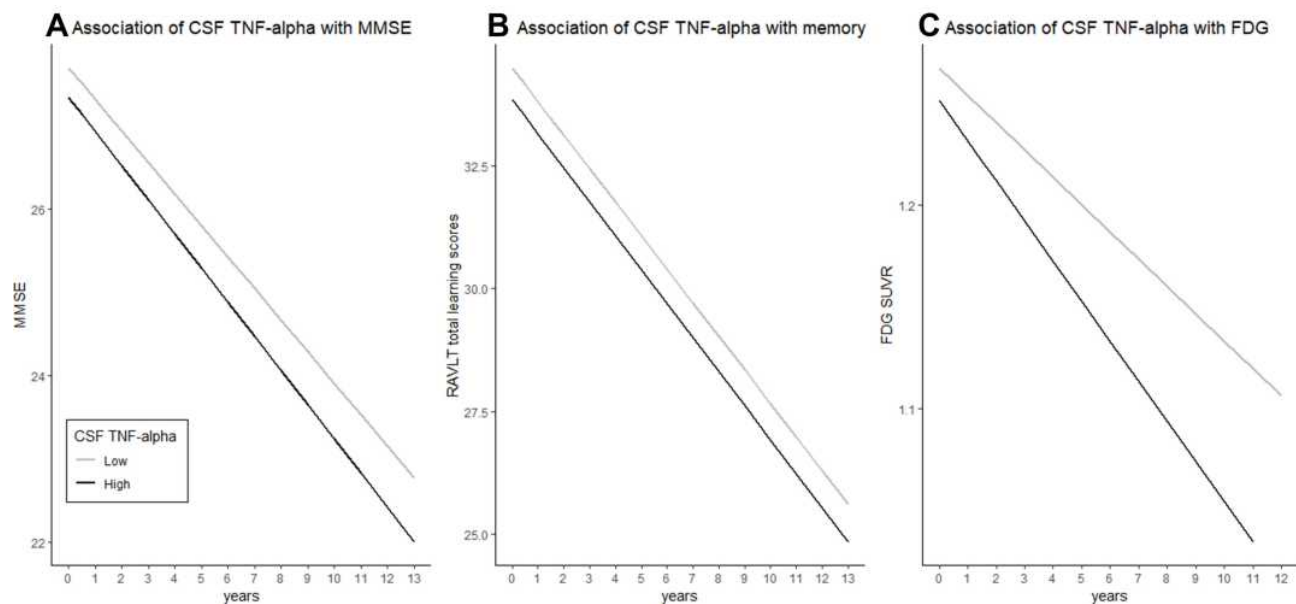 A Association of CSF TNF-alpha with MMSE
MMSE
26
24
22
CSF TNF-alpha
Low
High
0 1 2 3 4 5 6 7 8 9 10 11 12 13
years
B Association of CSF TNF-alpha with memory
RAVLT total learning scores
32.5
30.0
27.5
25.0
0 1 2 3 4 5 6 7 8 9 10 11 12 13
years
C Association of CSF TNF-alpha with FDG
FDG SUVR
1.2
1.1
0 1 2 3 4 5 6 7 8 9 10 11 12
years